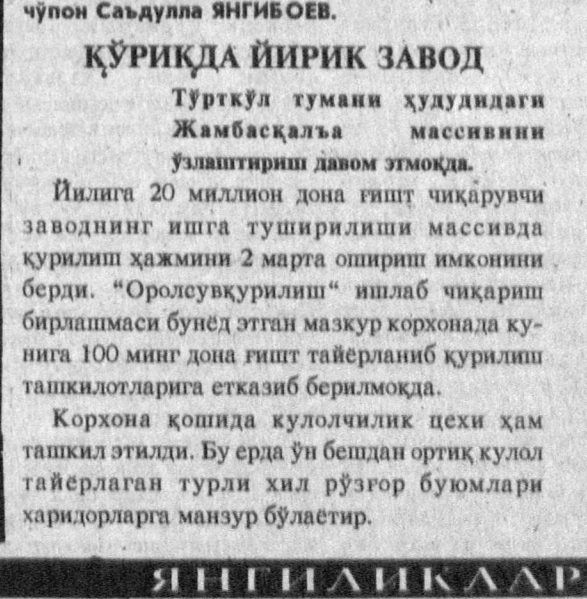 чўпон Саъдулла ЯНГИБОЕВ.
ҚЎРИҚДА ЙИРИК ЗАВОД
Тўрткўл тумани ҳудудидаги
Жамбасқалъа массивини
ўзлаштириш давом этмоқда.
Йилига 20 миллион дона ғишт чиқарувчи
заводнинг ишга туширилиши массивда
қурилиш ҳажмини 2 марта ошириш имконини
берди. “Оролсувқурилиш“ ишлаб чиқариш
бирлашмаси бунёд этган мазкур корхонада ку-
нига 100 минг дона ғишт тайёрланиб қурилиш
ташкилотларига етказиб берилмоқда.
Корхона қошида кулолчилик цехи ҳам
ташкил этилди. Бу ерда ўн бешдан ортиқ кулол
тайёрлаган турли хил рўзғор буюмлари
харидорларга манзур бўлаётир.
ЯНГИЛИКЛАР